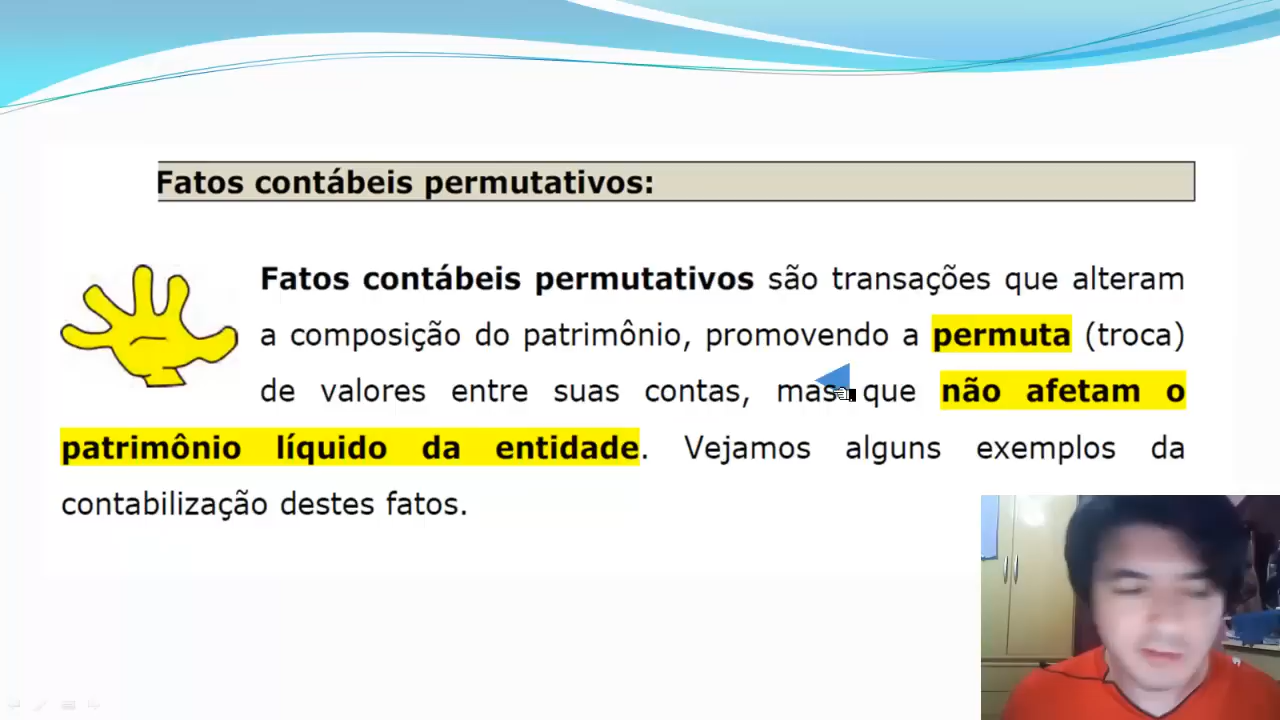 Fatos contábeis permutativos:
Fatos contábeis permutativos são transações que alteram
a composição do patrimônio, promovendo a permuta (troca)
de valores entre suas contas, mas que não afetam o
patrimônio líquido da entidade. Vejamos alguns exemplos da
contabilização destes fatos.